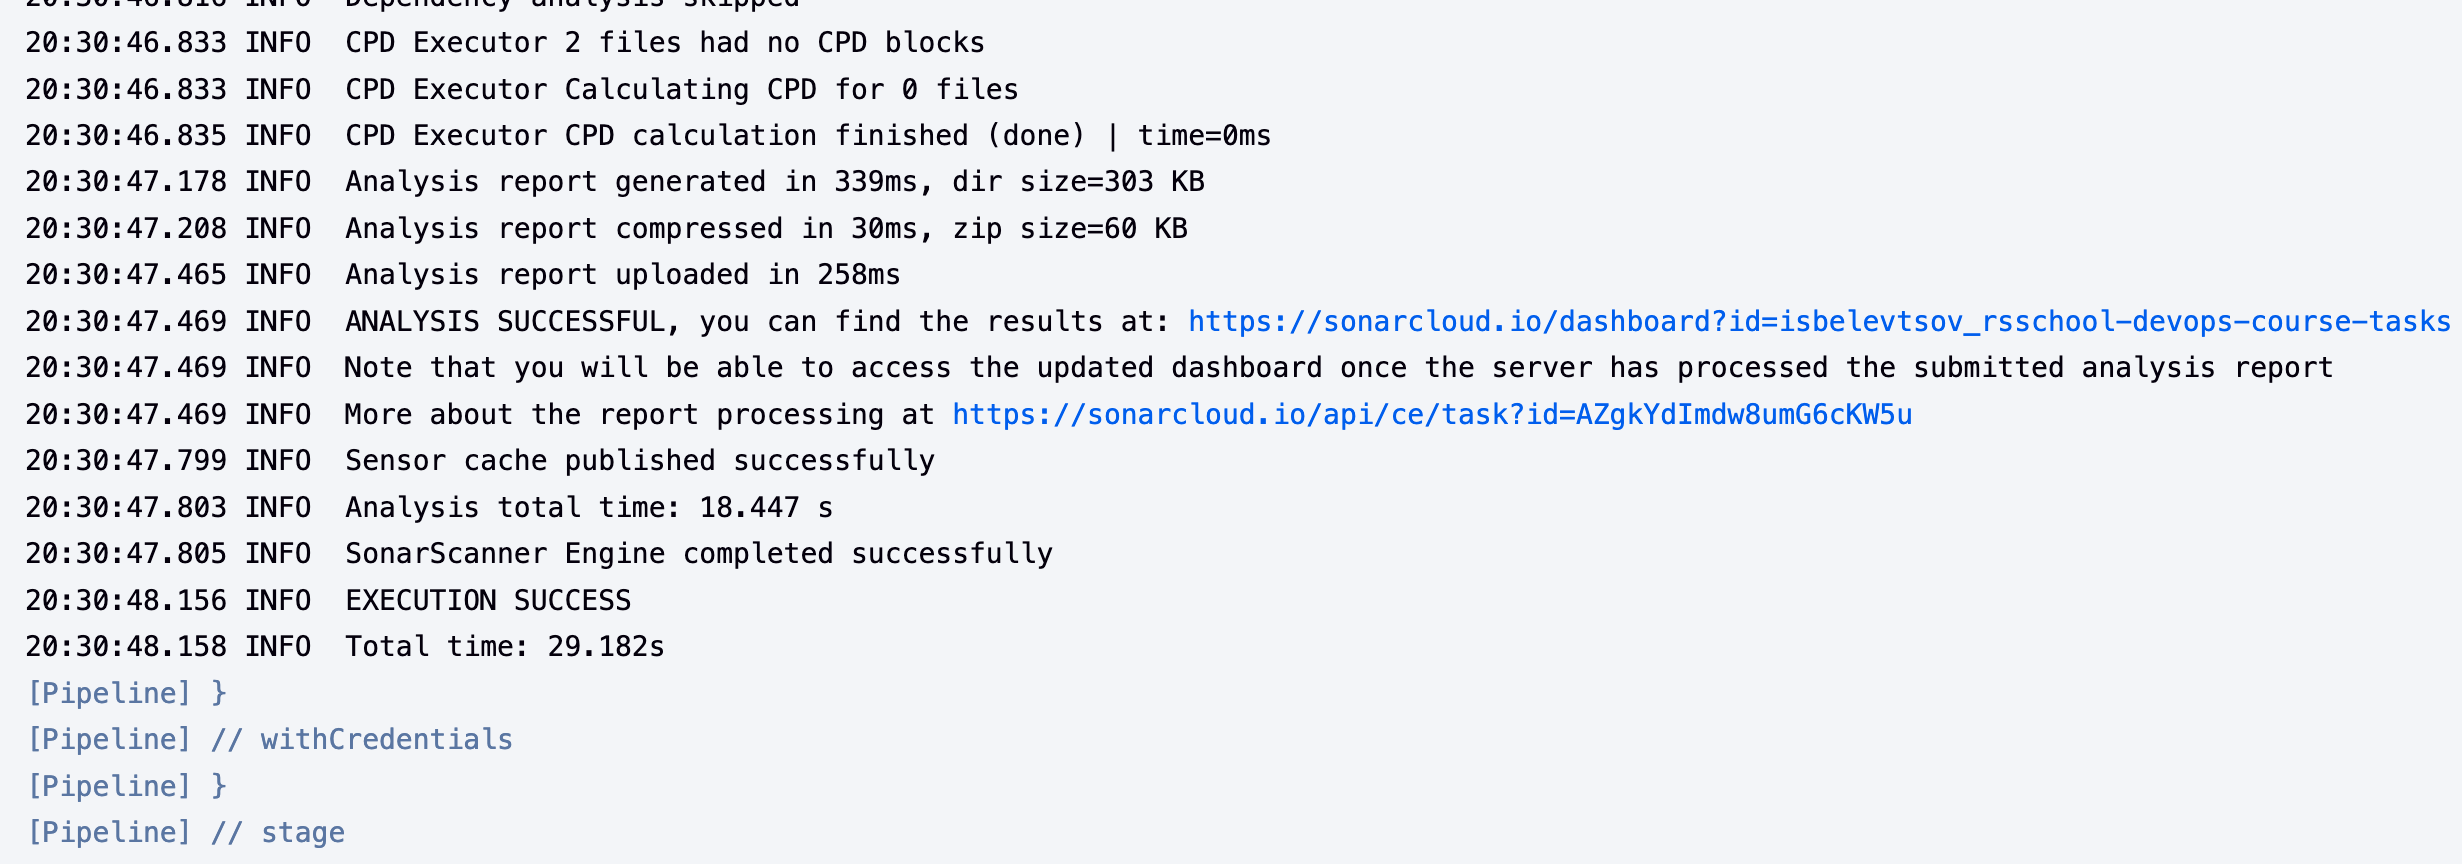 20:30:46.816 INFO  Dependency analysis skipped
20:30:46.833 INFO  CPD Executor 2 files had no CPD blocks
20:30:46.833 INFO  CPD Executor Calculating CPD for 0 files
20:30:46.835 INFO  CPD Executor CPD calculation finished (done) | time=0ms
20:30:47.178 INFO  Analysis report generated in 339ms, dir size=303 KB
20:30:47.208 INFO  Analysis report compressed in 30ms, zip size=60 KB
20:30:47.465 INFO  Analysis report uploaded in 258ms
20:30:47.469 INFO  ANALYSIS SUCCESSFUL, you can find the results at: https://sonarcloud.io/dashboard?id=isbelevtsov_rsschool-devops-course-tasks
20:30:47.469 INFO  Note that you will be able to access the updated dashboard once the server has processed the submitted analysis report
20:30:47.469 INFO  More about the report processing at https://sonarcloud.io/api/ce/task?id=AZgkYdImdw8umG6cKW5u
20:30:47.799 INFO  Sensor cache published successfully
20:30:47.803 INFO  Analysis total time: 18.447 s
20:30:47.805 INFO  SonarScanner Engine completed successfully
20:30:48.156 INFO  EXECUTION SUCCESS
20:30:48.158 INFO  Total time: 29.182s
[Pipeline] }
[Pipeline] // withCredentials
[Pipeline] }
[Pipeline] // stage